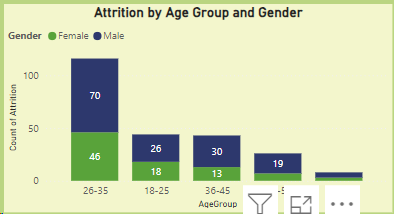 Attrition by Age Group and Gender
Gender Female Male
Count of Attrition
100
50
0
70
46
26
18
30
13
19
26-35 18-25 36-45
AgeGroup